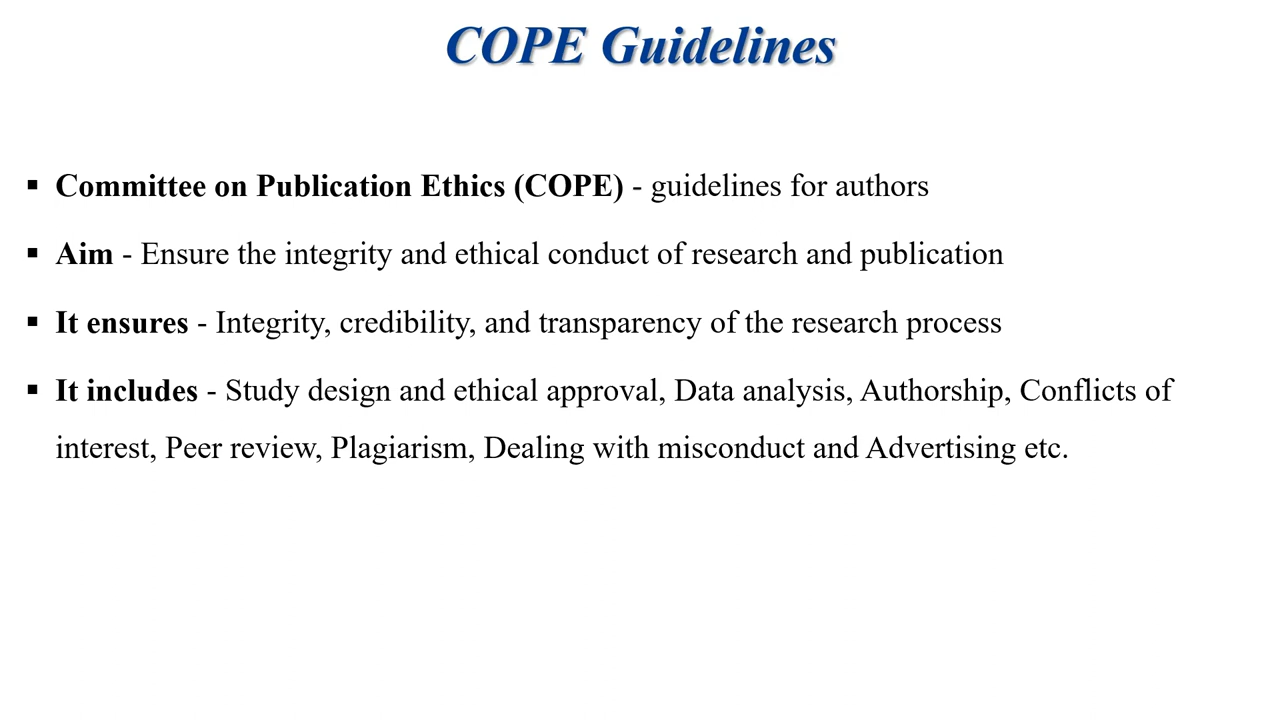 COPE Guidelines
▪ Committee on Publication Ethics (COPE) - guidelines for authors
▪ Aim - Ensure the integrity and ethical conduct of research and publication
▪ It ensures - Integrity, credibility, and transparency of the research process
▪ It includes - Study design and ethical approval, Data analysis, Authorship, Conflicts of
interest, Peer review, Plagiarism, Dealing with misconduct and Advertising etc.